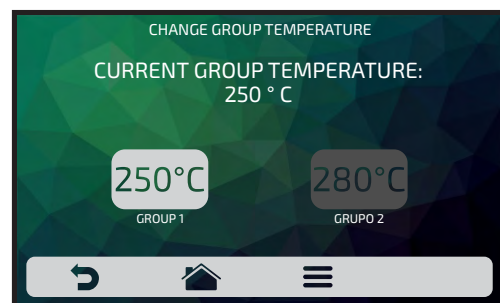 CHANGE GROUP TEMPERATURE
CURRENT GROUP TEMPERATURE:
250 ° C
250°C 280°C
GROUP 1 GRUPO 2